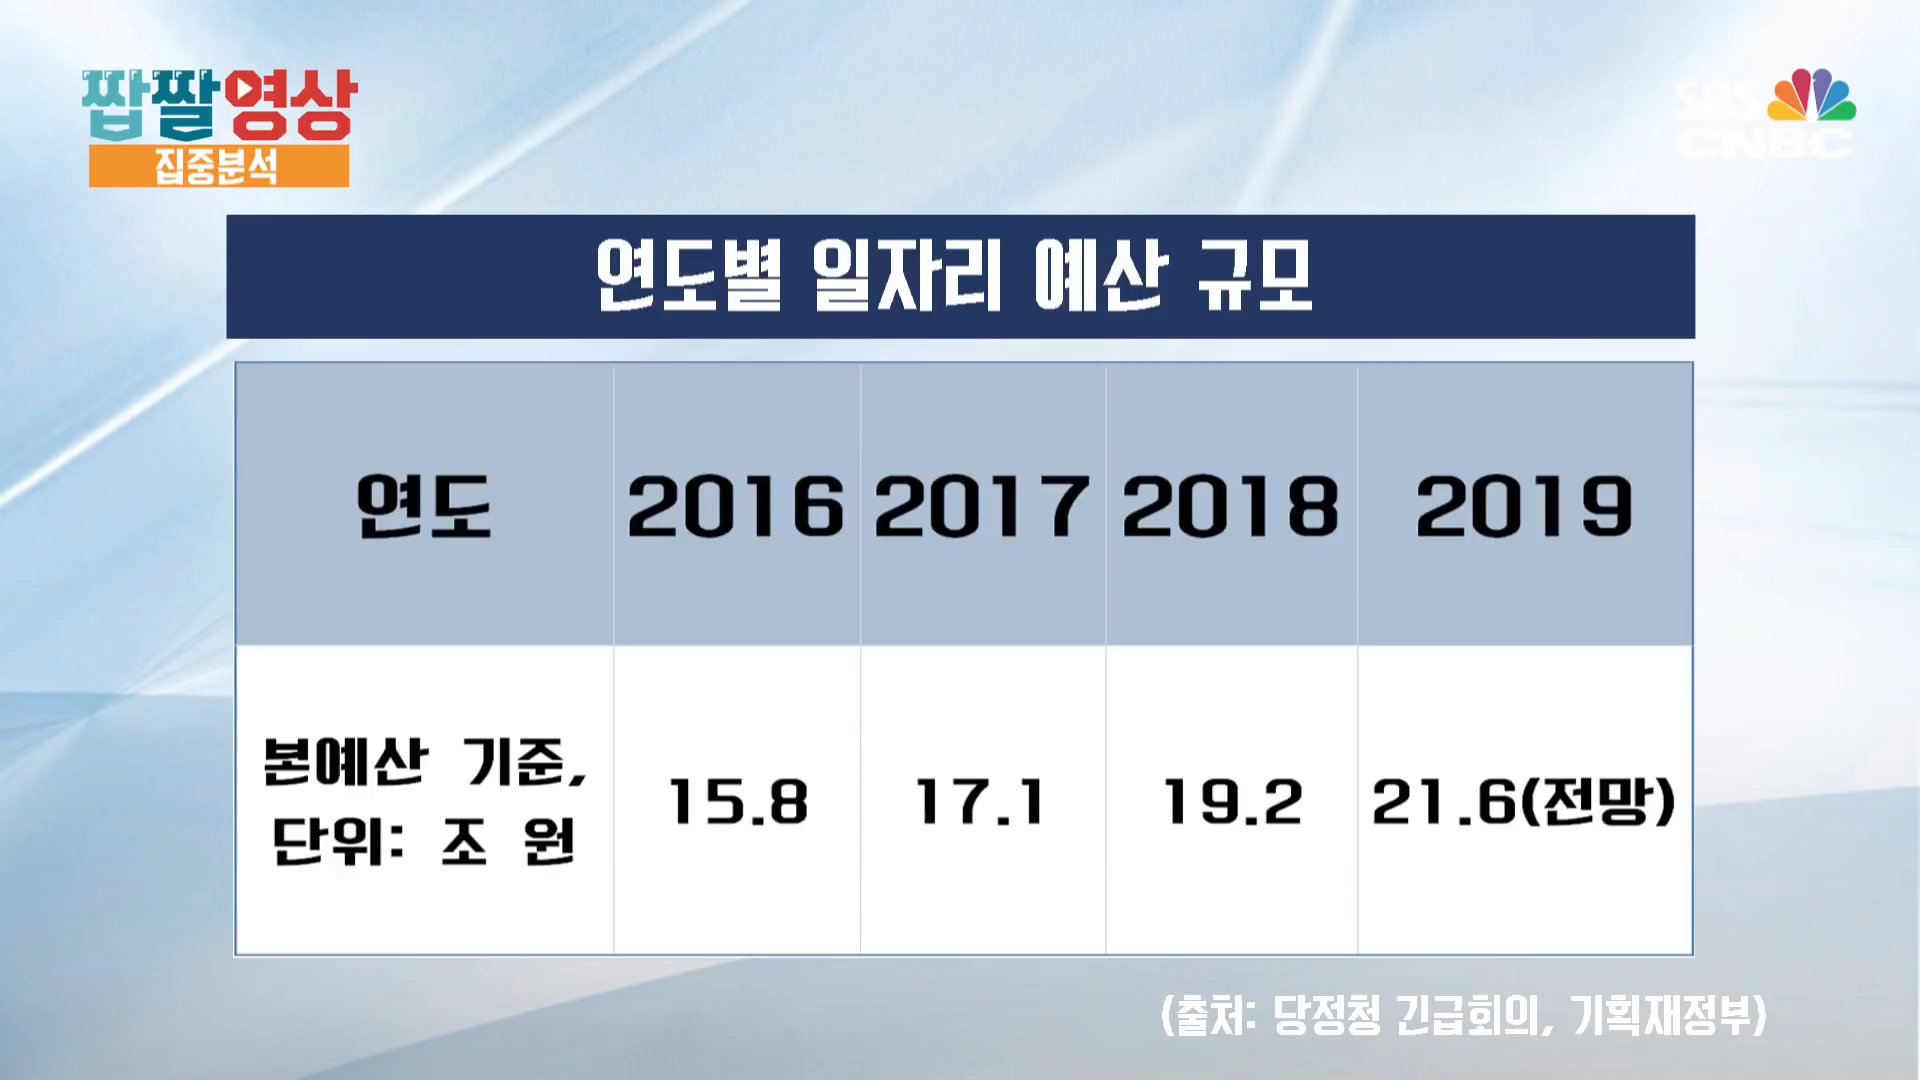 짭짤영상
집중분석
SBS
CNBC
연도별 일자리 예산 규모
연도 2016 2017 2018 2019
본예산 기준,
단위: 조 원 15.8 17.1 19.2 21.6(전망)
(출처: 당정청 긴급회의, 기획재정부)